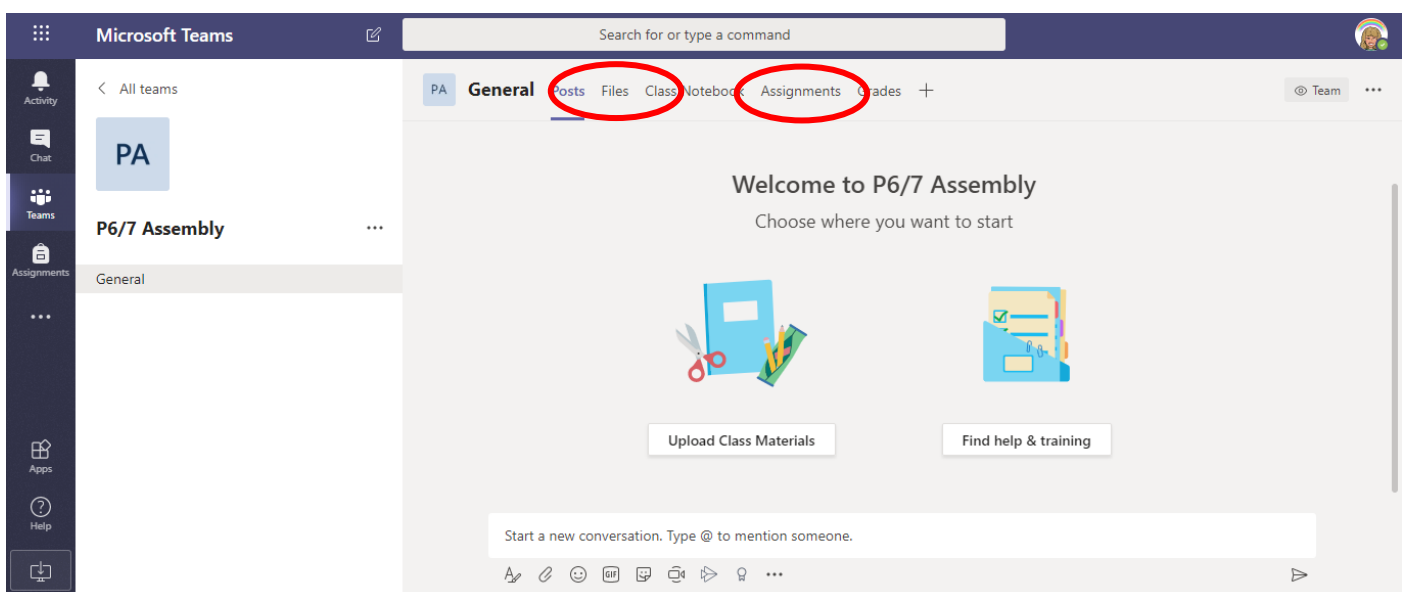 Microsoft Teams
Search for or type a command
Activity
Chat
Teams
Assignments
Apps
Help
All teams
PA
P6/7 Assembly
General
PA General Posts Files Class Notebook Assignments Grades
Team
Welcome to P6/7 Assembly
Choose where you want to start
Upload Class Materials
Find help & training
Start a new conversation. Type @ to mention someone.
GIF